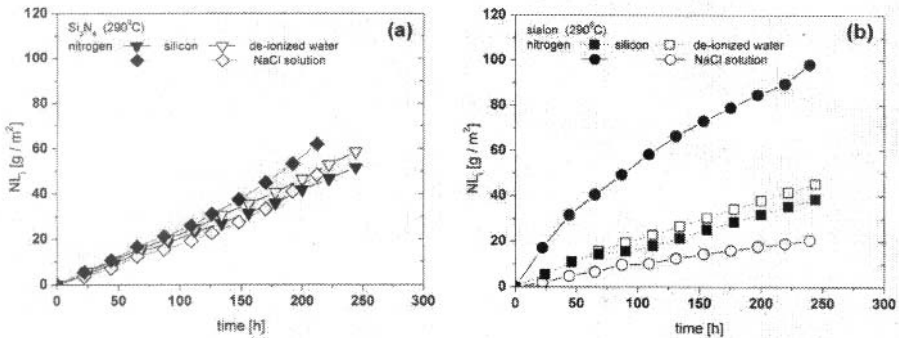 Si₃N₄ (290°C)
(a)
nitrogen silicon de-ionized water
NaCl solution
NLᵢ [g / m²]
120
100
80
60
40
20
0
0 50 100 150 200 250 300
time [h]
sialon (290°C)
(b)
nitrogen silicon de-ionized water
NaCl solution
NLᵢ [g / m²]
120
100
80
60
40
20
0
0 50 100 150 200 250 300
time [h]